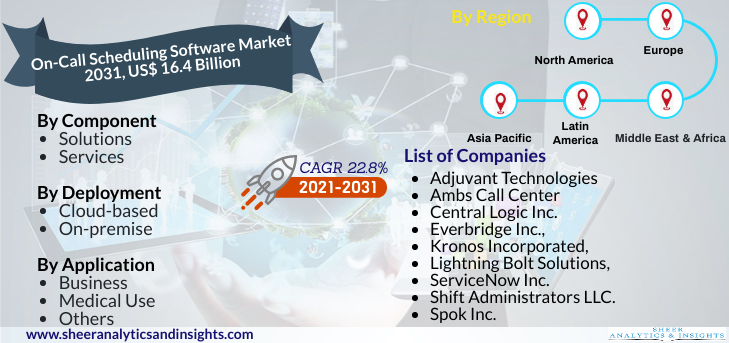 On-Call Scheduling Software Market
2031, US$ 16.4 Billion
By Component
• Solutions
• Services
By Deployment
• Cloud-based
• On-premise
By Application
• Business
• Medical Use
• Others
www.sheeranalyticsandinsights.com
CAGR 22.8%
2021-2031
By Region
North America
Europe
Asia Pacific
Latin
America
Middle East & Africa
List of Companies
• Adjuvant Technologies
• Ambs Call Center
• Central Logic Inc.
• Everbridge Inc.,
• Kronos Incorporated,
• Lightning Bolt Solutions,
• ServiceNow Inc.
• Shift Administrators LLC.
• Spok Inc.
SHEER
ANALYTICS & INSIGHTS